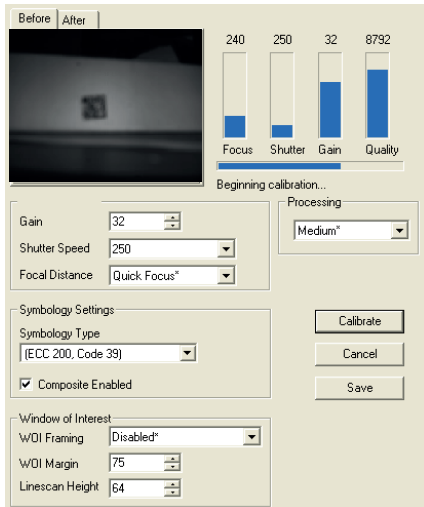 Before After
240 250 32 8792
Focus Shutter Gain Quality
Beginning calibration...
Processing
Gain 32
Medium*
Shutter Speed 250
Focal Distance Quick Focus*
Symbology Settings
Symbology Type
(ECC 200, Code 39)
Calibrate
Composite Enabled
Cancel
Save
Window of Interest
WOI Framing Disabled*
WOI Margin 75
Linescan Height 64